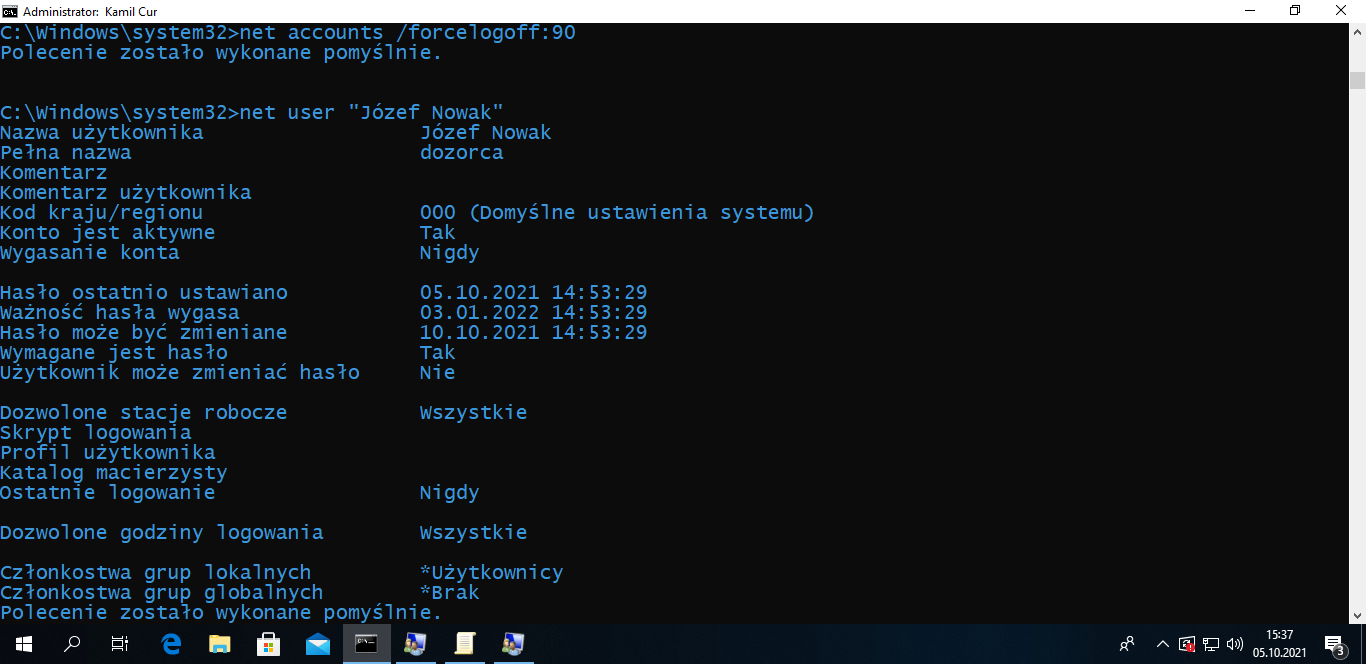 Administrator: Kamil Cur
C:\Windows\system32>net accounts /forcelogoff:90
Polecenie zostało wykonane pomyślnie.
C:\Windows\system32>net user "Józef Nowak"
Nazwa użytkownika Józef Nowak
Pełna nazwa dozorca
Komentarz
Komentarz użytkownika
Kod kraju/regionu 000 (Domyślne ustawienia systemu)
Konto jest aktywne Tak
Wygasanie konta Nigdy
Hasło ostatnio ustawiano 05.10.2021 14:53:29
Ważność hasła wygasa 03.01.2022 14:53:29
Hasło może być zmieniane 10.10.2021 14:53:29
Wymagane jest hasło Tak
Użytkownik może zmieniać hasło Nie
Dozwolone stacje robocze Wszystkie
Skrypt logowania
Profil użytkownika
Katalog macierzysty
Ostatnie logowanie Nigdy
Dozwolone godziny logowania Wszystkie
Członkostwa grup lokalnych *Użytkownicy
Członkostwa grup globalnych *Brak
Polecenie zostało wykonane pomyślnie.
15:37
05.10.2021
3